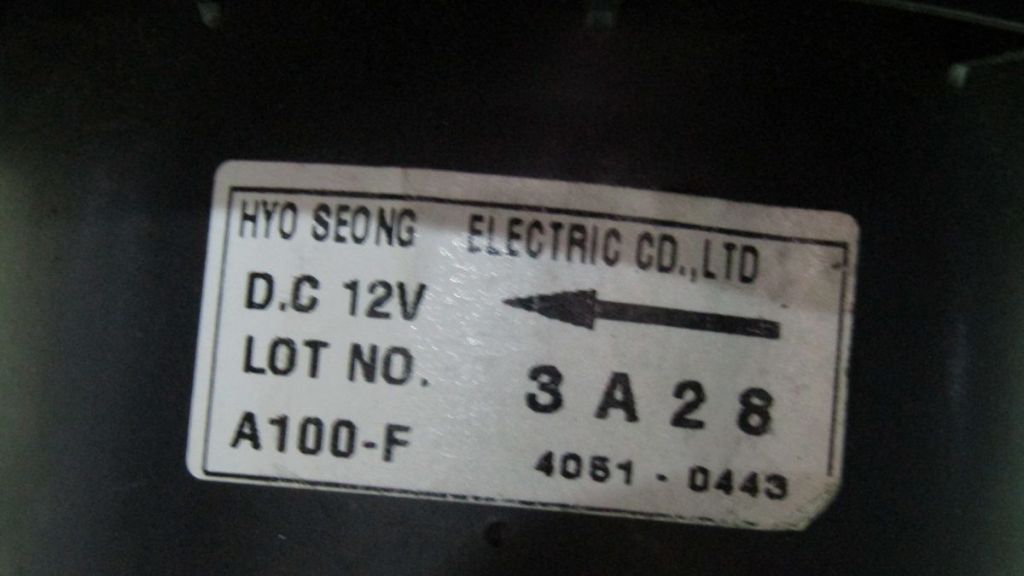 HYO SEONG ELECTRIC CO.,LTD
D.C 12V
LOT NO. 3 A 2 8
A100-F 4051 - 0443